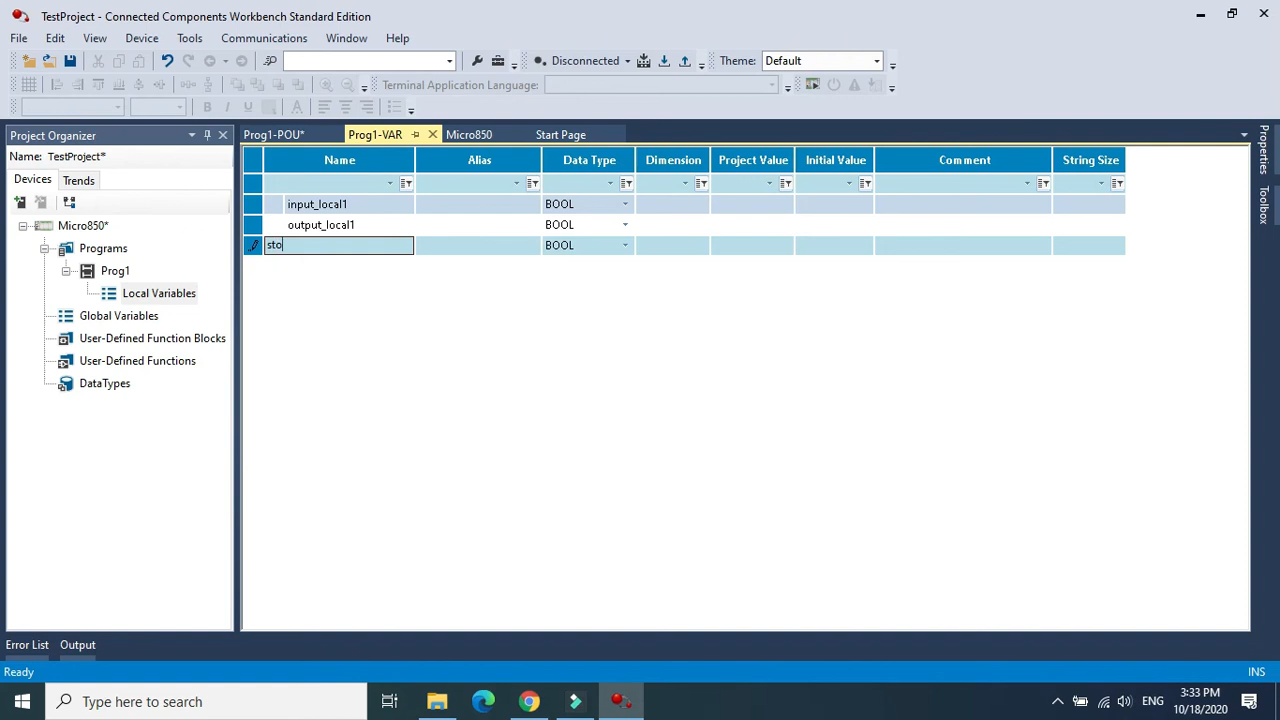 TestProject - Connected Components Workbench Standard Edition
File Edit View Device Tools Communications Window Help
Disconnected Theme: Default
Terminal Application Language:
B I U A
Project Organizer
Prog1-POU* Prog1-VAR Micro850 Start Page
Name: TestProject*
Devices Trends
Micro850*
Programs
Prog1
Local Variables
Global Variables
User-Defined Function Blocks
User-Defined Functions
DataTypes
Name Alias Data Type Dimension Project Value Initial Value Comment String Size
input_local1 BOOL
output_local1 BOOL
sto BOOL
Properties
Toolbox
Error List Output
Ready INS
Type here to search
ENG
3:33 PM
10/18/2020